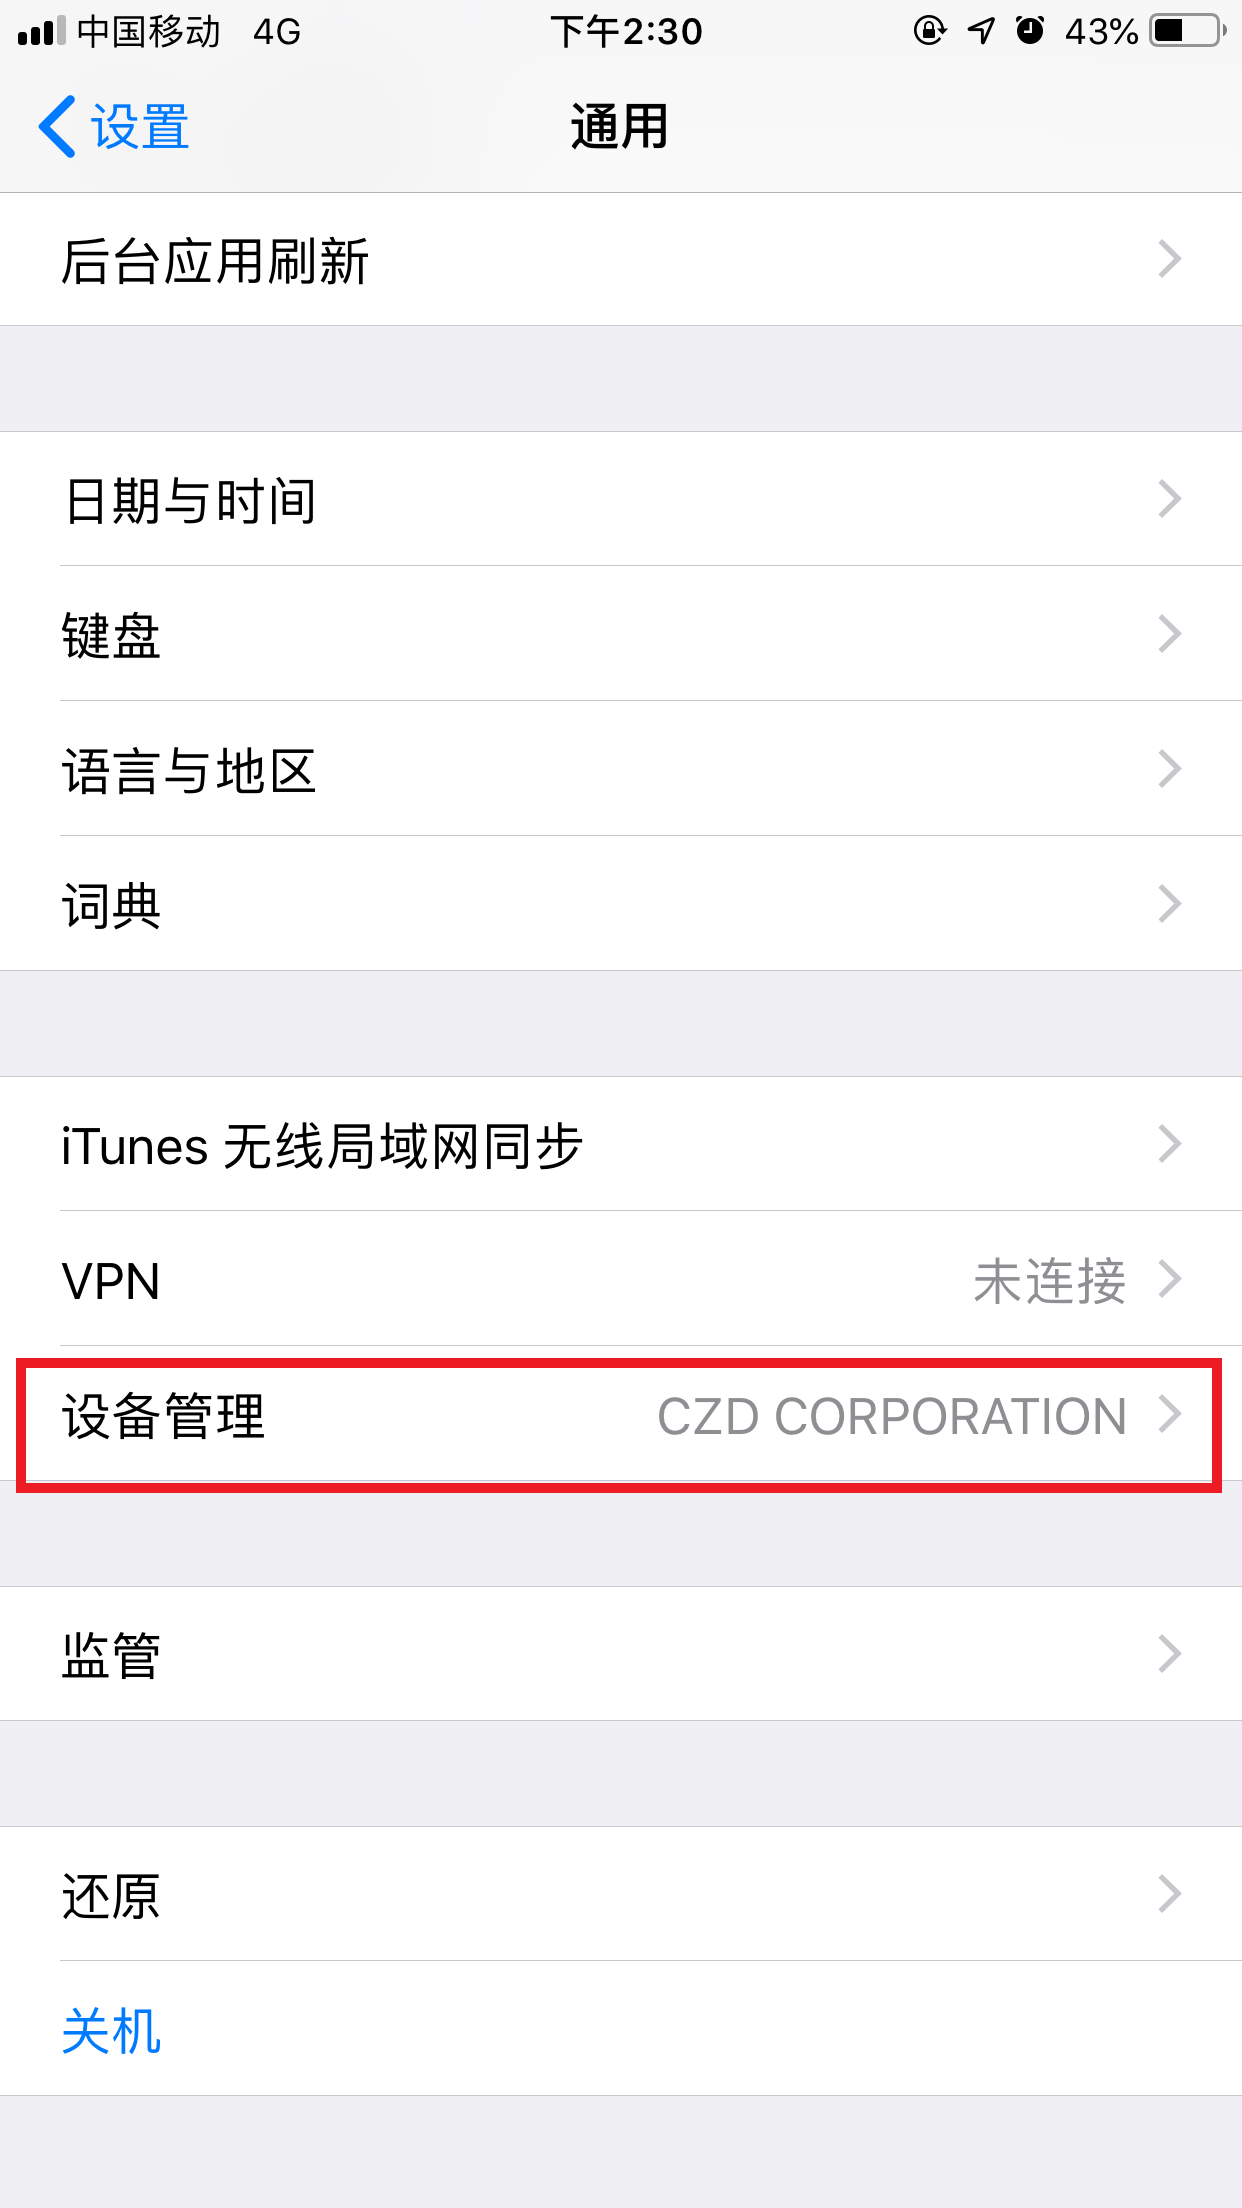 中国移动 4G 下午2:30 43%
设置 通用
后台应用刷新
日期与时间
键盘
语言与地区
词典
iTunes 无线局域网同步
VPN 未连接
设备管理 CZD CORPORATION
监管
还原
关机